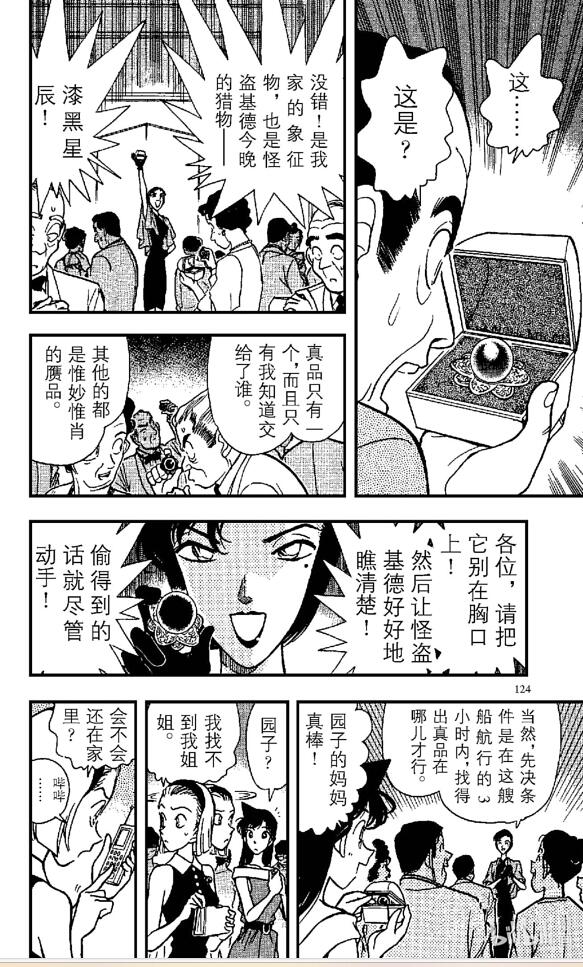 这……
这是？
没错！是我
家的象征
物，也是怪
盗基德今晚
的猎物——
漆黑星
辰！
真品只有一
个，而且只
有我知道交
给了谁。
其他的都
是惟妙惟肖
的赝品。
各位，请把
它别在胸口
上！
然后让怪盗
基德好好地
瞧清楚！
偷得到的
话就尽管
动手！
124
当然，先决条
件是在这艘
船航行的3
小时内，找得
出真品在
哪儿才行。
园子的妈妈
真棒！
园子？
我找不
到我姐
姐。
会不会
还在家
里？
哔哔
……